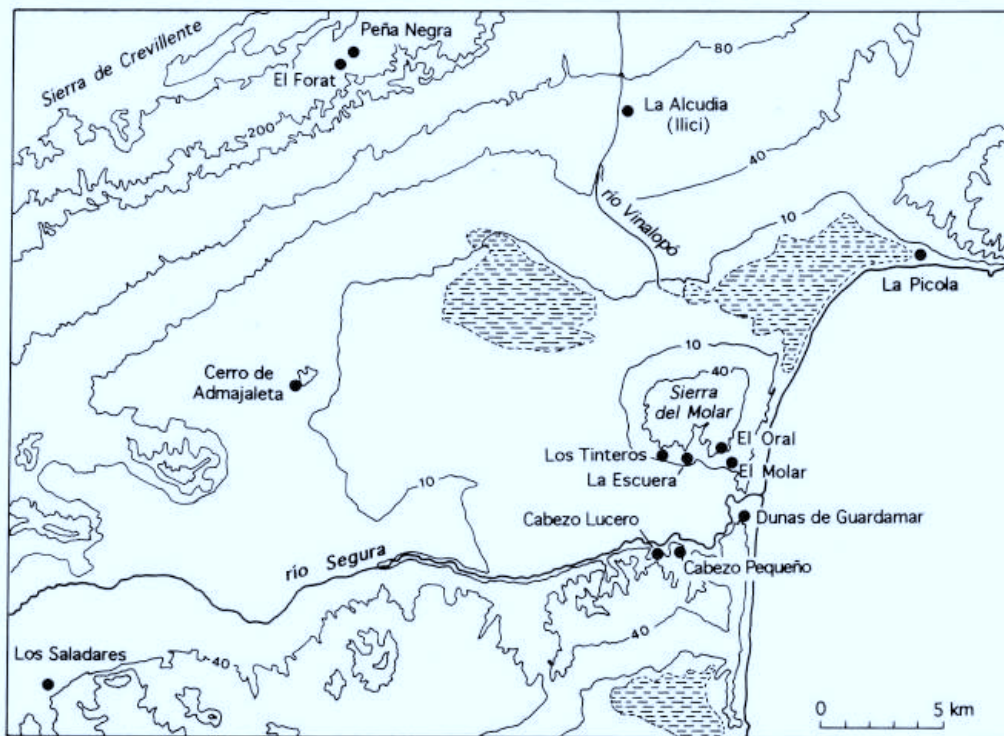 Peña Negra
Sierra de Crevillente
El Forat
80
La Alcudia
(Ilici)
200
40
río Vinalopó
10
La Picola
10
40
Cerro de
Admajaleta
Sierra
del Molar
El Oral
Los Tinteros
El Molar
La Escuera
10
Cabezo Lucero
Dunas de Guardamar
río Segura
Cabezo Pequeño
40
Los Saladares
40
0 5 km